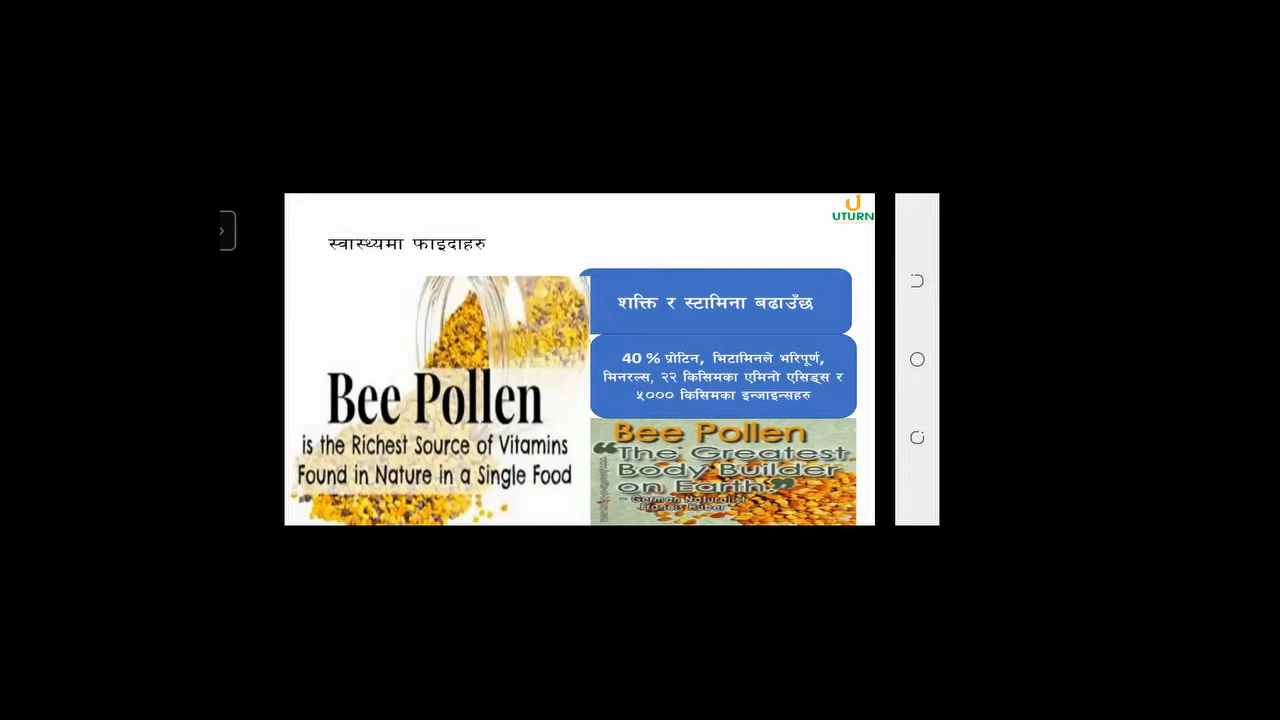 UTURN
स्वास्थ्यमा फाइदाहरु
शक्ति र स्टामिना बढाउँछ
40 % प्रोटिन, भिटामिनले भरिपूर्ण,
मिनरल्स, २२ किसिमका एमिनो एसिड्स र
५००० किसिमका इन्जाइन्सहरु
Bee Pollen
is the Richest Source of Vitamins
Found in Nature in a Single Food
Bee Pollen
“The Greatest
Body Builder
on Earth.”
- German Naturalist
Francis Huber